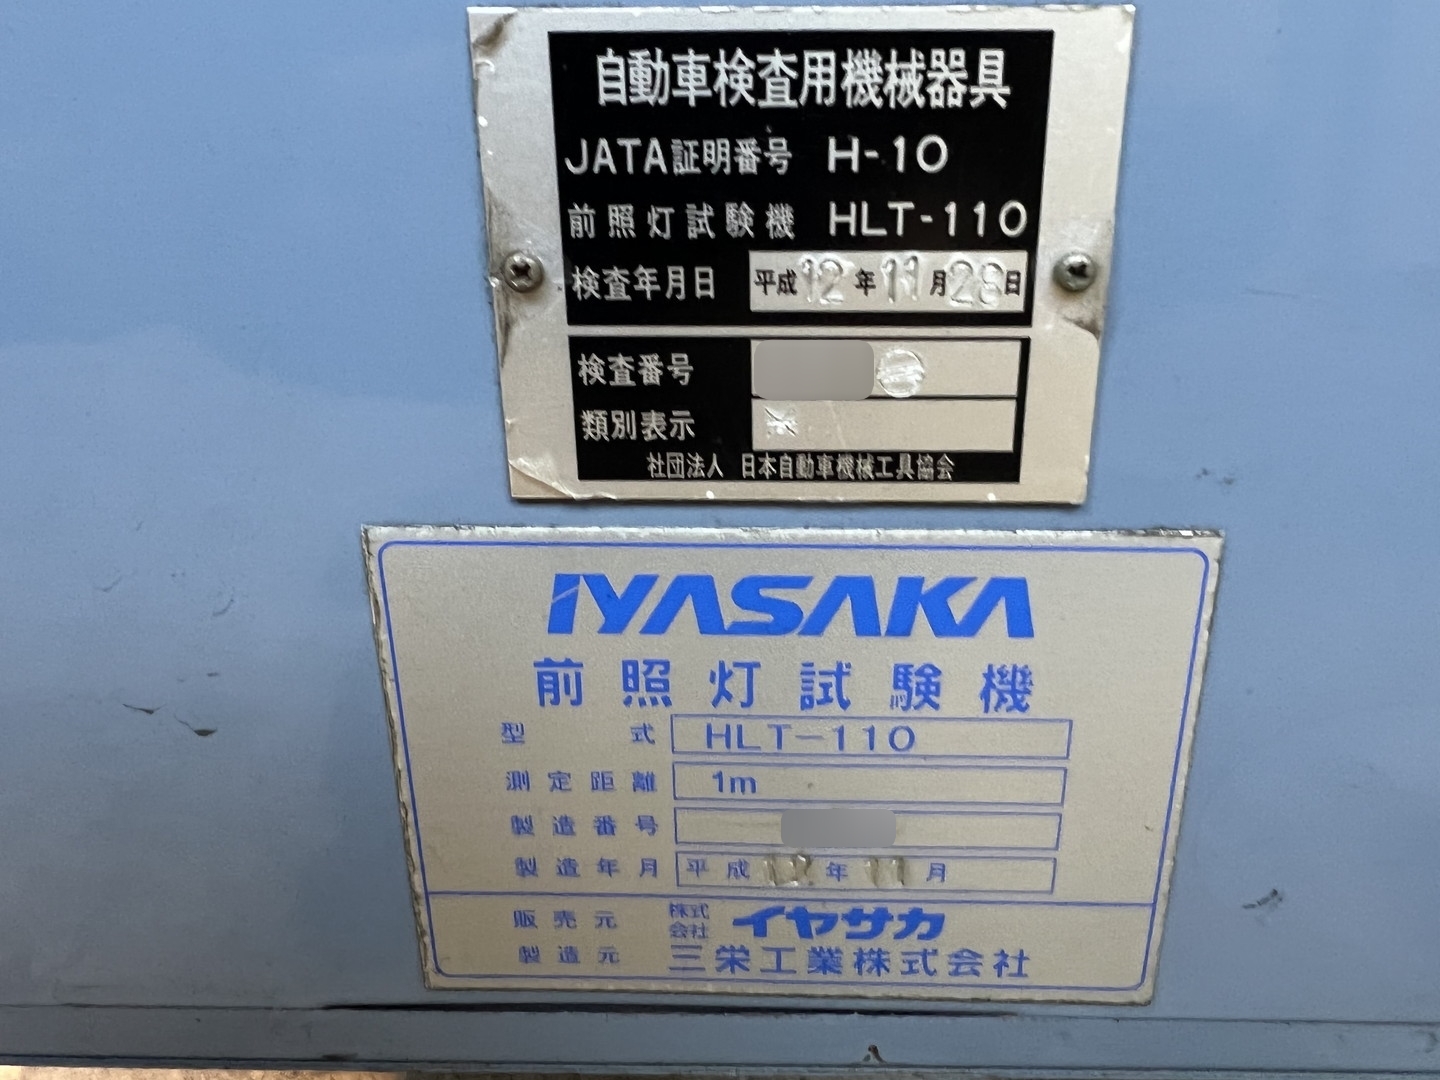 自動車検査用機械器具
JATA証明番号 H-10
前照灯試験機 HLT-110
検査年月日 平成12年11月28日
検査番号
類別表示
社団法人 日本自動車機械工具協会
IYASAKA
前照灯試験機
型式 HLT-110
測定距離 1m
製造番号
製造年月 平成12年11月
販売元 株式会社 イヤサカ
製造元 三栄工業株式会社